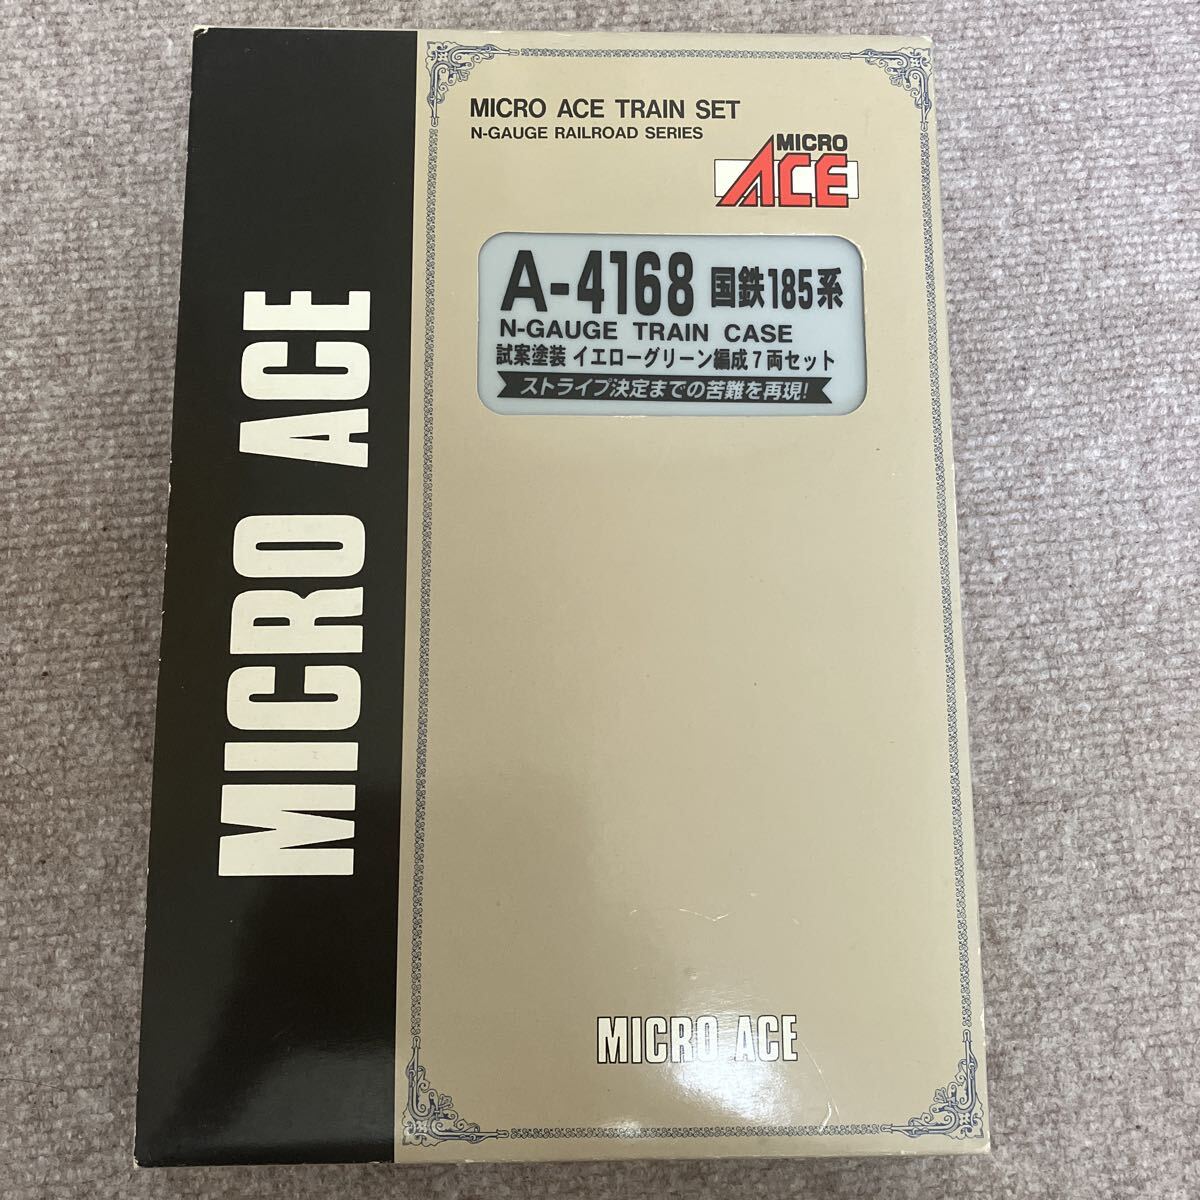 MICRO ACE
MICRO ACE TRAIN SET
N-GAUGE RAILROAD SERIES
MICRO
ACE
A-4168 国鉄185系
N-GAUGE TRAIN CASE
試案塗装 イエローグリーン編成7両セット
ストライプ決定までの苦難を再現!
MICRO ACE